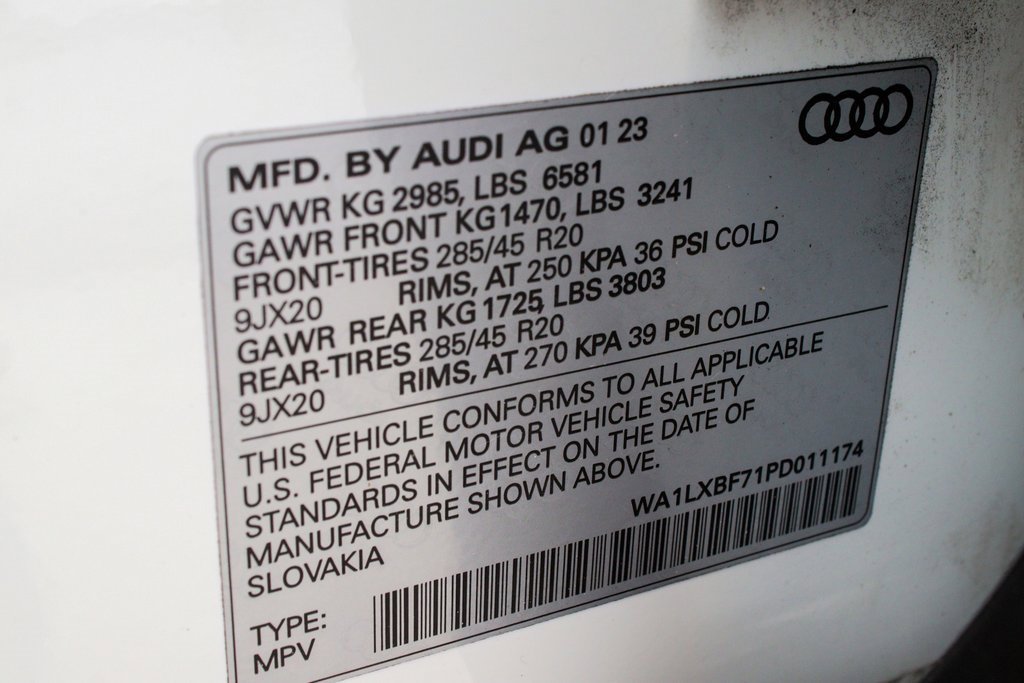 MFD. BY AUDI AG 01 23
GVWR KG 2985, LBS 6581
GAWR FRONT KG 1470, LBS 3241
FRONT-TIRES 285/45 R20
9JX20 RIMS, AT 250 KPA 36 PSI COLD
GAWR REAR KG 1725, LBS 3803
REAR-TIRES 285/45 R20
9JX20 RIMS, AT 270 KPA 39 PSI COLD
THIS VEHICLE CONFORMS TO ALL APPLICABLE
U.S. FEDERAL MOTOR VEHICLE SAFETY
STANDARDS IN EFFECT ON THE DATE OF
MANUFACTURE SHOWN ABOVE.
SLOVAKIA
WA1LXBF71PD011174
TYPE:
MPV